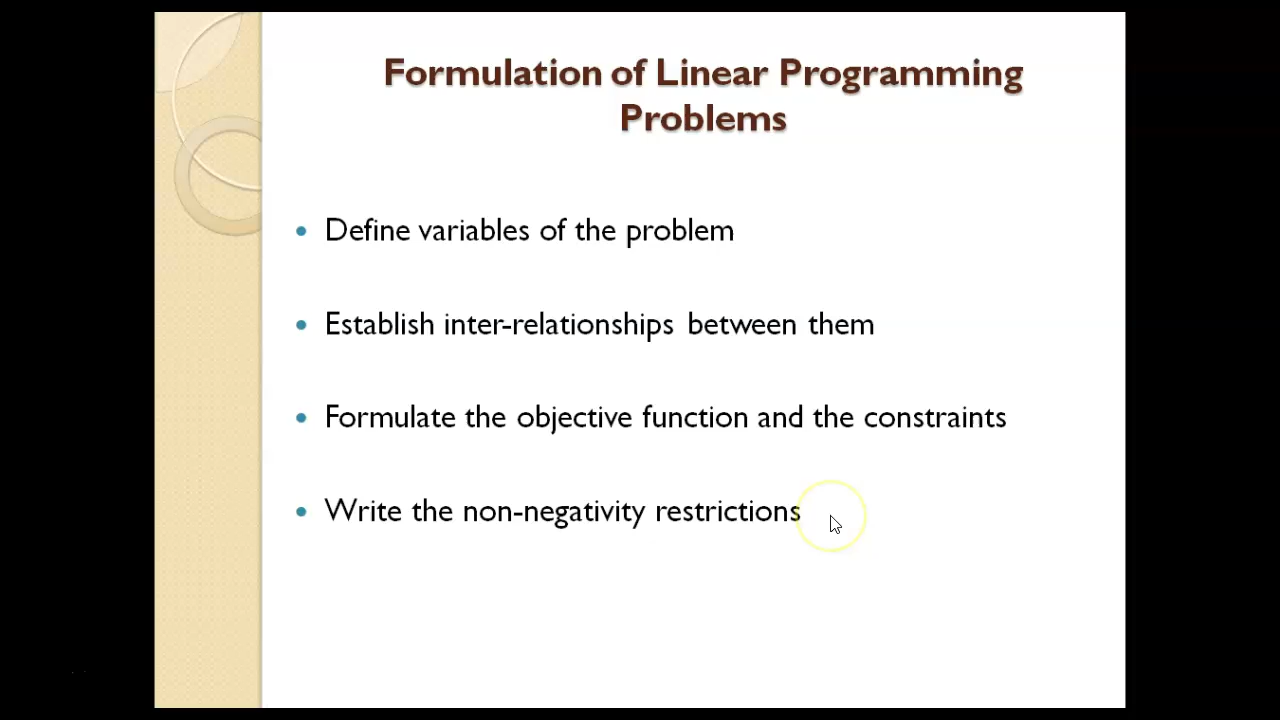 Formulation of Linear Programming
Problems
• Define variables of the problem
• Establish inter-relationships between them
• Formulate the objective function and the constraints
• Write the non-negativity restrictions